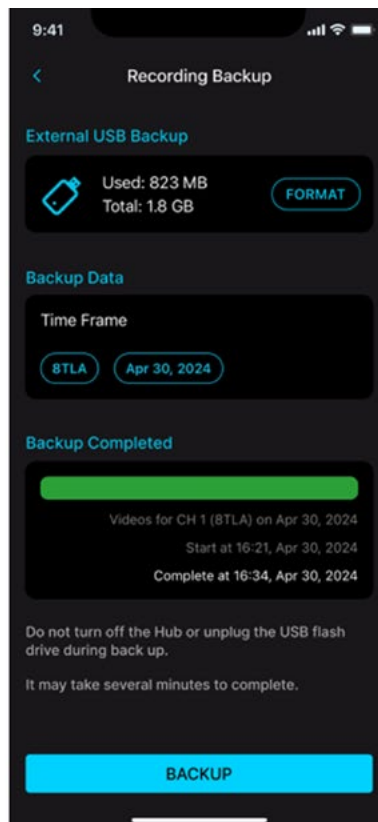 9:41
Recording Backup
External USB Backup
Used: 823 MB
Total: 1.8 GB
FORMAT
Backup Data
Time Frame
8TLA
Apr 30, 2024
Backup Completed
Videos for CH 1 (8TLA) on Apr 30, 2024
Start at 16:21, Apr 30, 2024
Complete at 16:34, Apr 30, 2024
Do not turn off the Hub or unplug the USB flash
drive during back up.
It may take several minutes to complete.
BACKUP